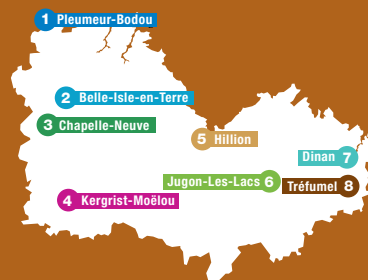 1 Pleumeur-Bodou
2 Belle-Isle-en-Terre
3 Chapelle-Neuve
5 Hillion
Dinan 7
Jugon-Les-Lacs 6
Tréfumel 8
4 Kergrist-Moëlou